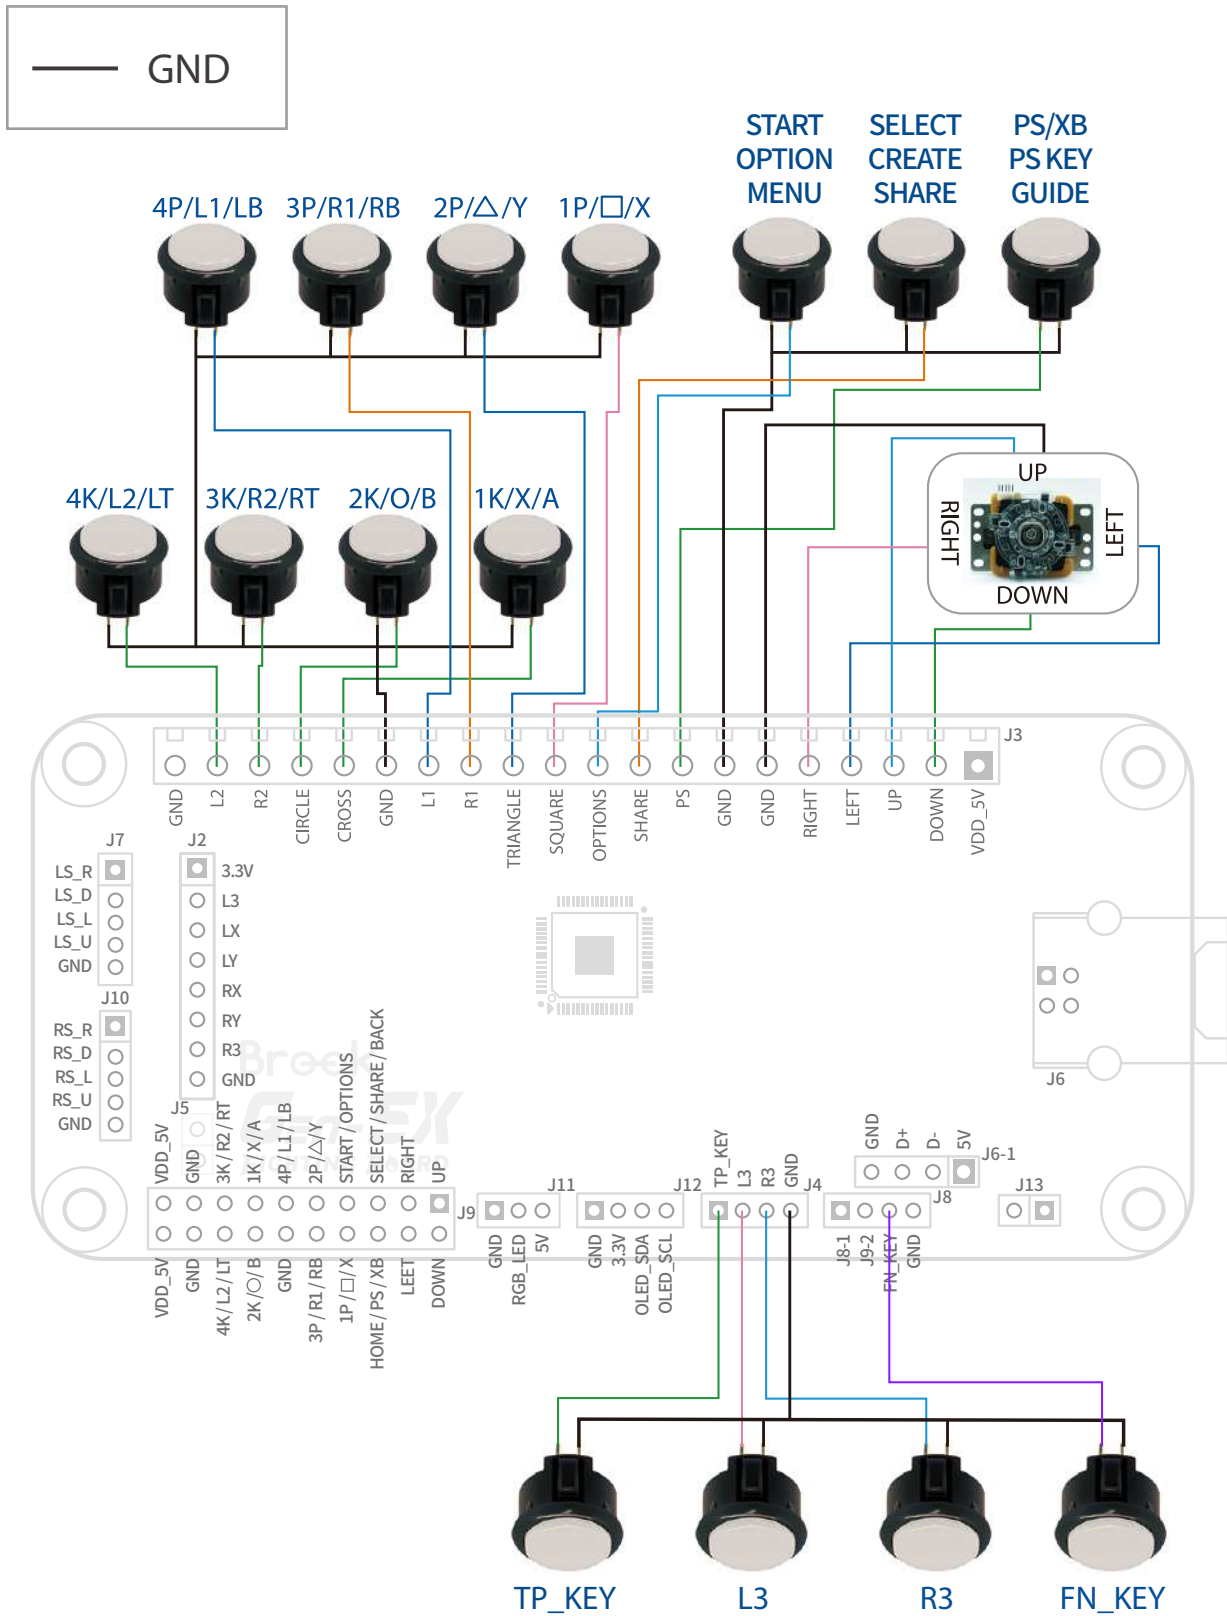 GND
START
OPTION
MENU
SELECT
CREATE
SHARE
PS/XB
PS KEY
GUIDE
4P/L1/LB
3P/R1/RB
2P/△/Y
1P/□/X
4K/L2/LT
3K/R2/RT
2K/O/B
1K/X/A
UP
RIGHT
LEFT
DOWN
J3
GND
L2
R2
CIRCLE
CROSS
GND
L1
R1
TRIANGLE
SQUARE
OPTIONS
SHARE
PS
GND
GND
RIGHT
LEFT
UP
DOWN
VDD_5V
J7
LS_R
LS_D
LS_L
LS_U
GND
J10
RS_R
RS_D
RS_L
RS_U
GND
J2
3.3V
L3
LX
LY
RX
RY
R3
GND
Brook
Gen-EX
FIGHTING BOARD
J5
J6
VDD_5V
GND
3K / R2 / RT
1K / X / A
4P / L1 / LB
2P / △ / Y
START / OPTIONS
SELECT / SHARE / BACK
RIGHT
UP
J9
VDD_5V
GND
4K / L2 / LT
2K / ○ / B
GND
3P / R1 / RB
1P / □ / X
HOME / PS / XB
LEET
DOWN
J11
GND
RGB_LED
5V
J12
GND
3.3V
OLED_SDA
OLED_SCL
TP_KEY
L3
R3
GND
J4
GND
D+
D-
5V
J6-1
J8
J8-1
J9-2
FN_KEY
GND
J13
TP_KEY
L3
R3
FN_KEY